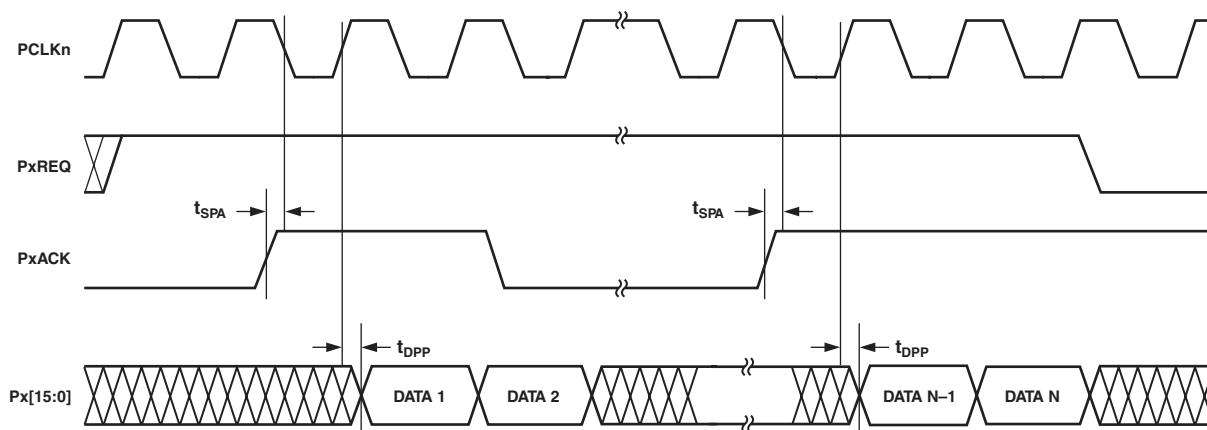 PCLKn
PxREQ
tSPA
tSPA
PxACK
tDPP
tDPP
Px[15:0]
DATA 1
DATA 2
DATA N–1
DATA N